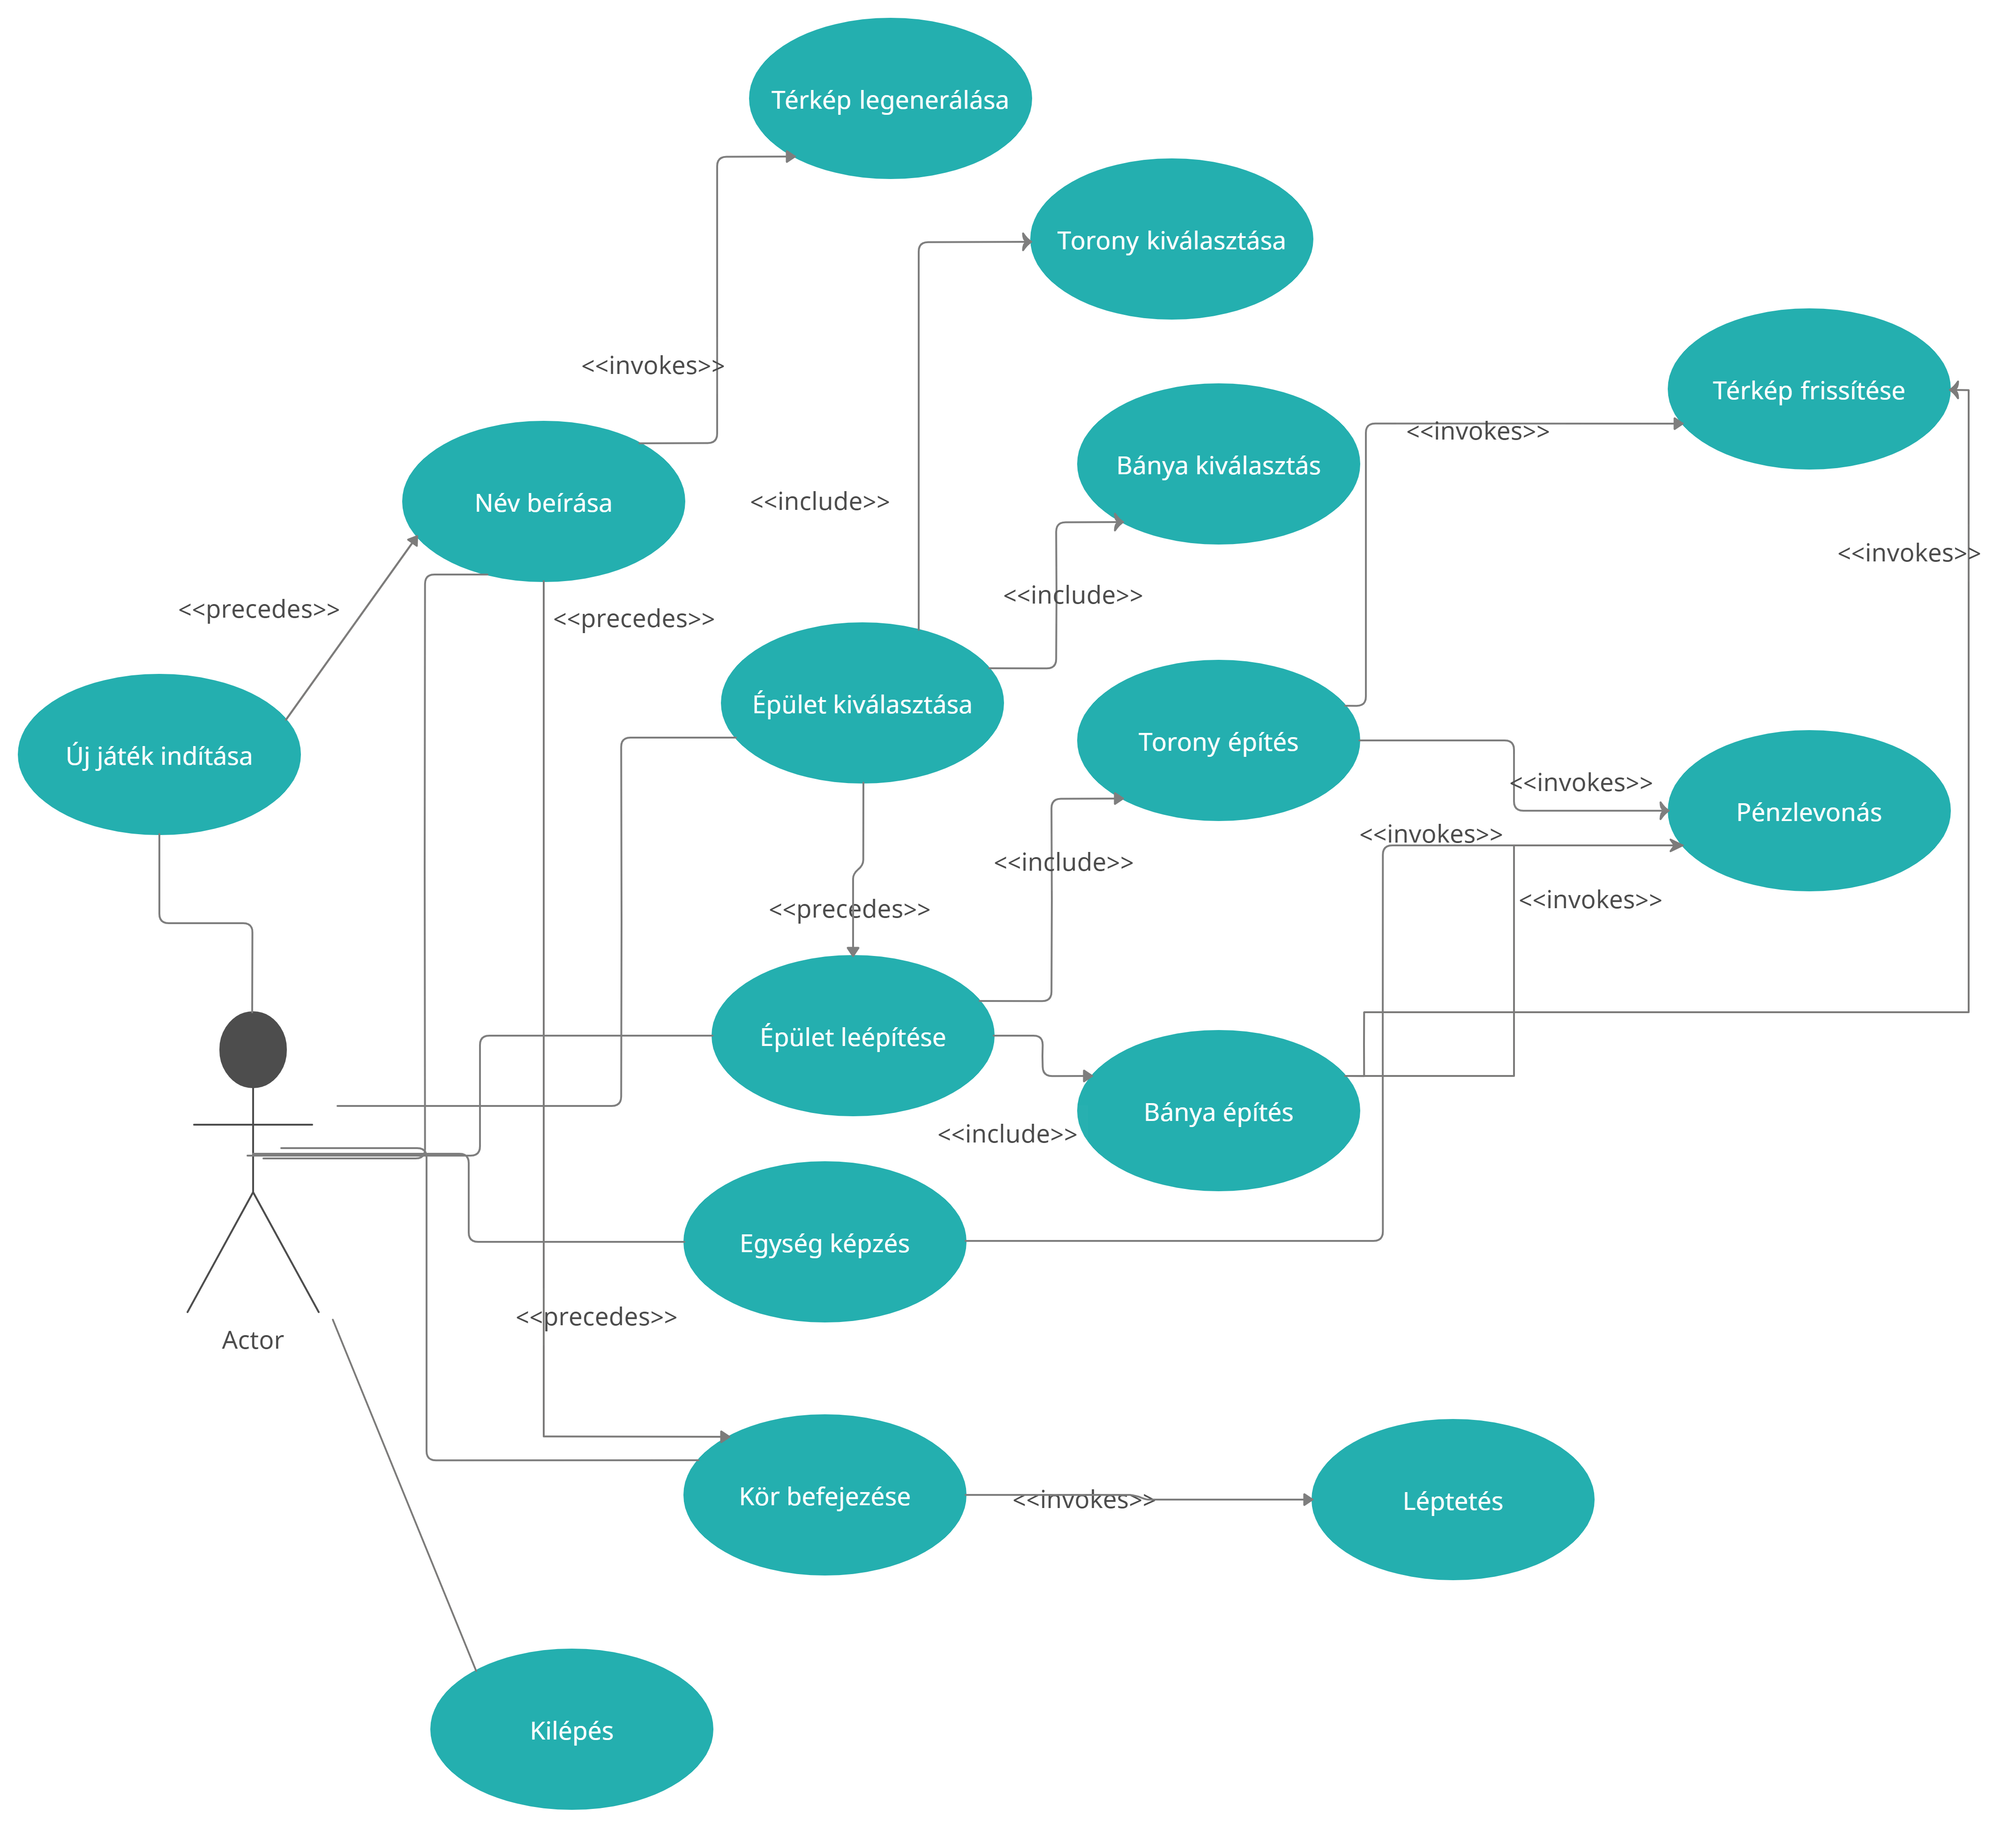 Térkép legenerálása
Torony kiválasztása
<<invokes>>
Térkép frissítése
<<invokes>>
Bánya kiválasztás
Név beírása
<<include>>
<<invokes>>
<<include>>
<<precedes>>
<<precedes>>
Épület kiválasztása
Torony építés
Új játék indítása
<<invokes>>
Pénzlevonás
<<invokes>>
<<include>>
<<invokes>>
<<precedes>>
Épület leépítése
Bánya építés
<<include>>
Egység képzés
<<precedes>>
Actor
Kör befejezése
<<invokes>>
Léptetés
Kilépés